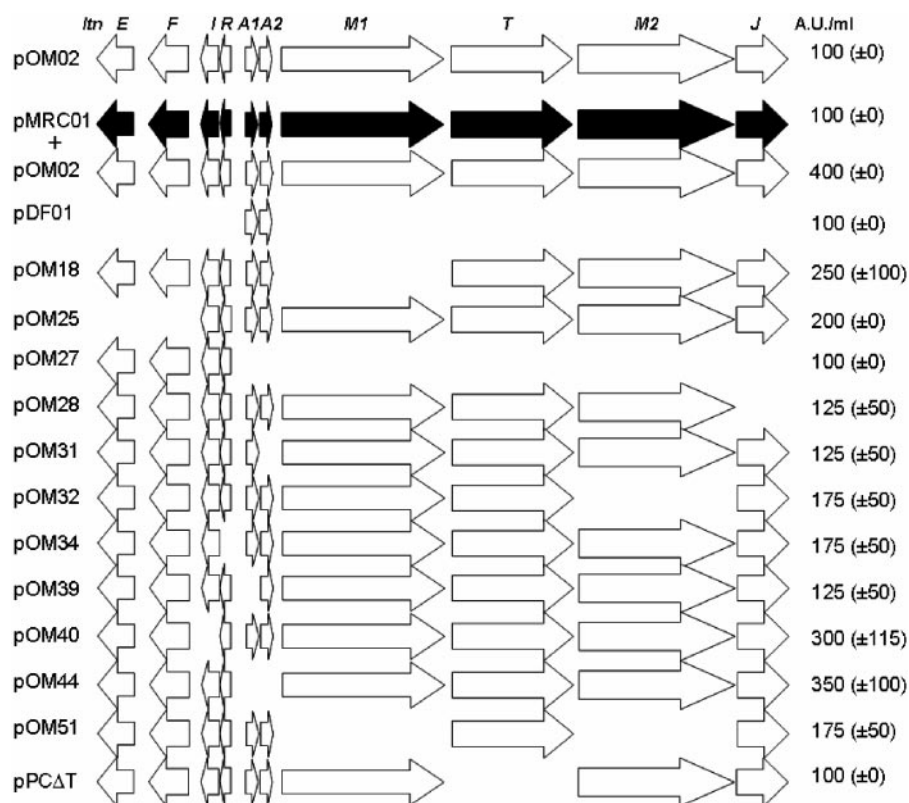 ltn E F I R A1 A2 M1 T M2 J A.U./ml
pOM02 100 (±0)
pMRC01 100 (±0)
+
pOM02 400 (±0)
pDF01 100 (±0)
pOM18 250 (±100)
pOM25 200 (±0)
pOM27 100 (±0)
pOM28 125 (±50)
pOM31 125 (±50)
pOM32 175 (±50)
pOM34 175 (±50)
pOM39 125 (±50)
pOM40 300 (±115)
pOM44 350 (±100)
pOM51 175 (±50)
pPCΔT 100 (±0)